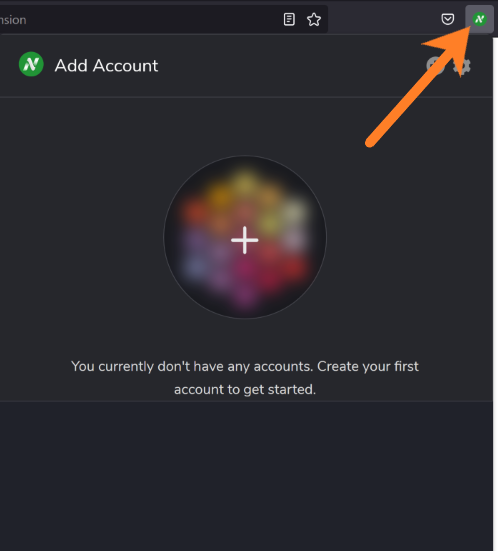 nsion
Add Account
You currently don't have any accounts. Create your first
account to get started.